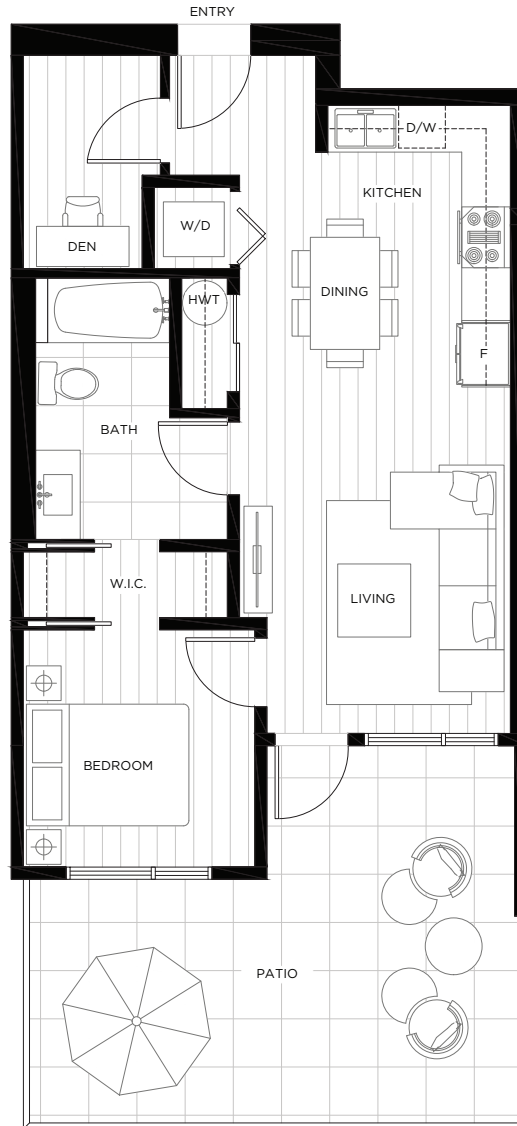 ENTRY
D/W
KITCHEN
W/D
DEN
DINING
HWT
F
BATH
W.I.C.
LIVING
BEDROOM
PATIO